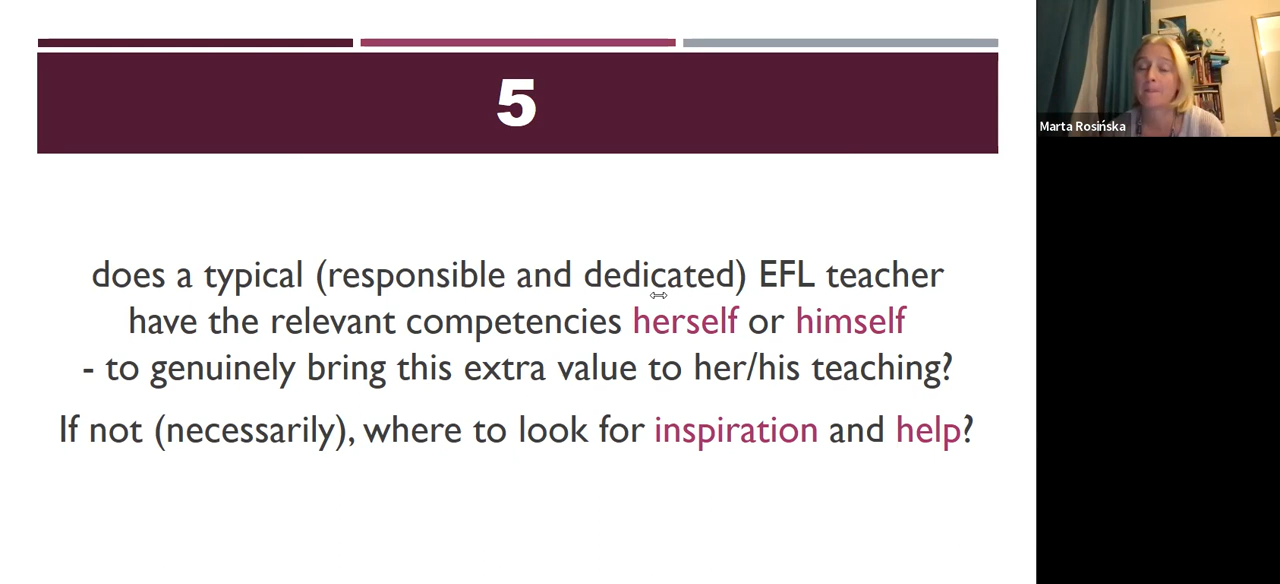 5
does a typical (responsible and dedicated) EFL teacher
have the relevant competencies herself or himself
- to genuinely bring this extra value to her/his teaching?
If not (necessarily), where to look for inspiration and help?
Marta Rosińska